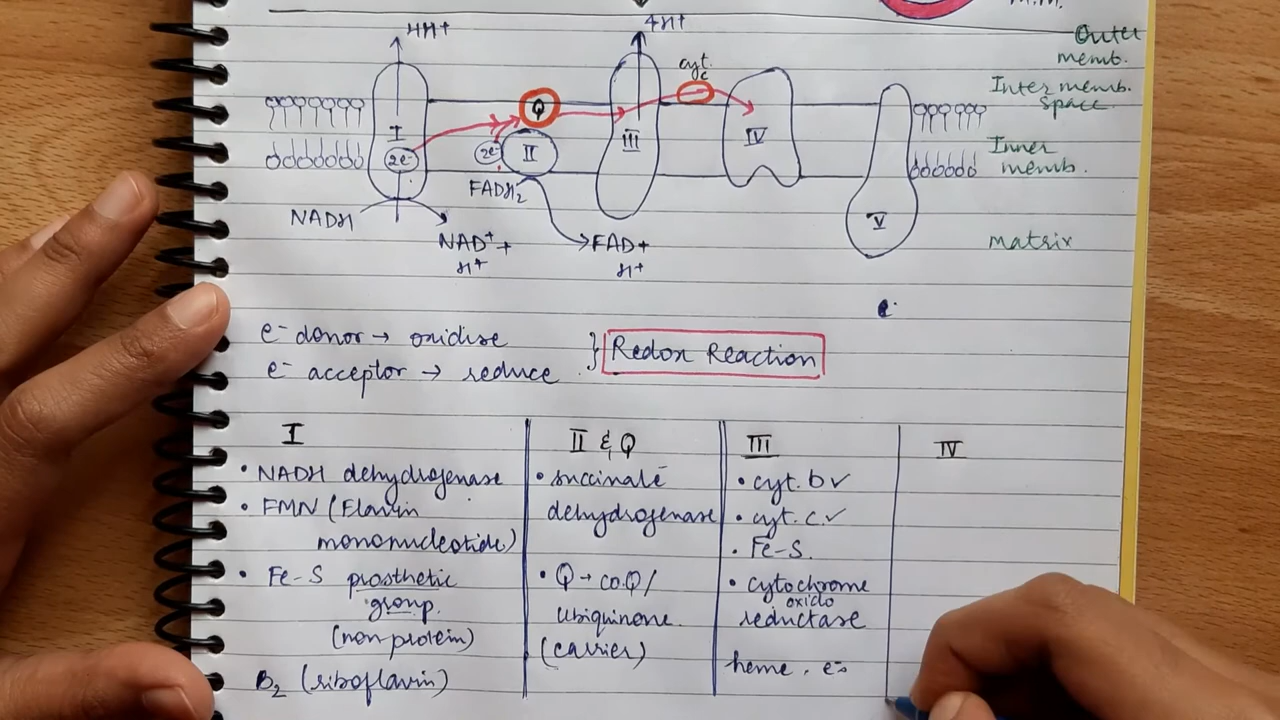 M.M.
4H+
4H+
Outer
memb.
cyt.
c
Inter memb.
space
Q
I
III
IV
2e-
2e-
II
Inner
memb.
FADH2
NADH
V
NAD+ +
H+
FAD+
H+
matrix
e- donor → oxidise
e- acceptor → reduce
} Redox Reaction
I
• NADH dehydrogenase
• FMN (Flavin
mononucleotide)
• Fe-S prosthetic
group.
(non protein)
B2 (riboflavin)
II & Q
• succinate
dehydrogenase
• Q → CoQ/
Ubiquinone.
(carrier)
III
• cyt. b ✓
• cyt. c ✓
• Fe-S.
• cytochrome
oxido
reductase
heme. e-
IV